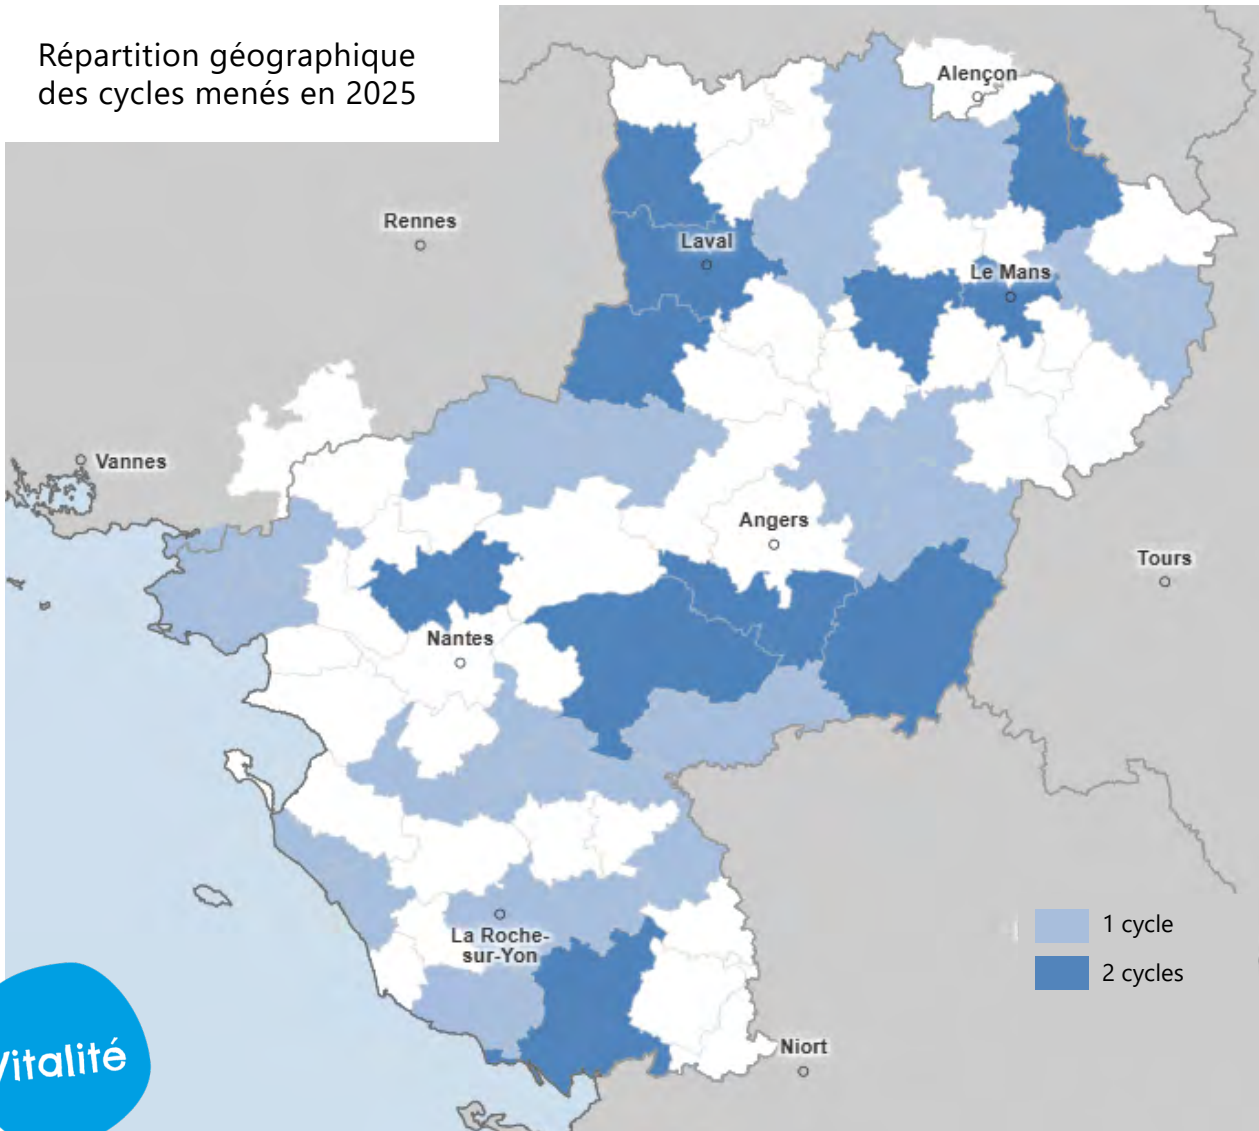 Répartition géographique
des cycles menés en 2025
Alençon
Rennes
Laval
Le Mans
Vannes
Angers
Tours
Nantes
La Roche-
sur-Yon
1 cycle
2 cycles
Niort
Vitalité